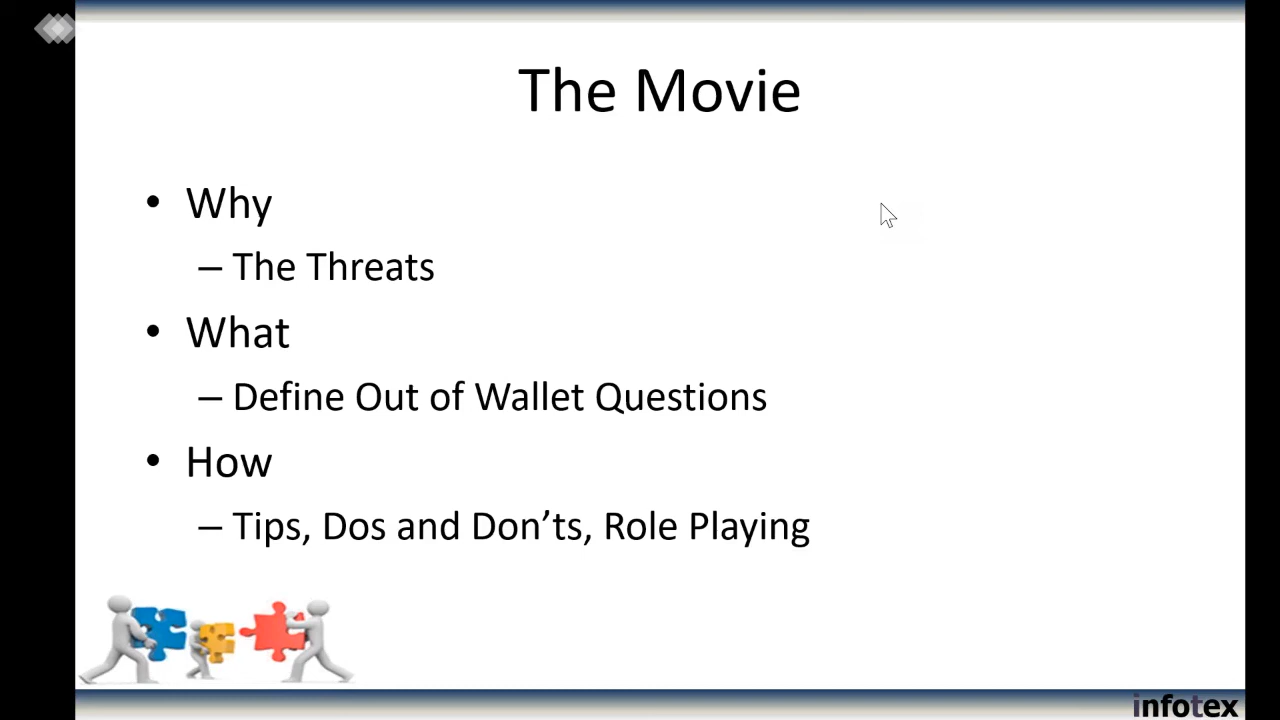 The Movie
• Why
– The Threats
• What
– Define Out of Wallet Questions
• How
– Tips, Dos and Don’ts, Role Playing
infotex